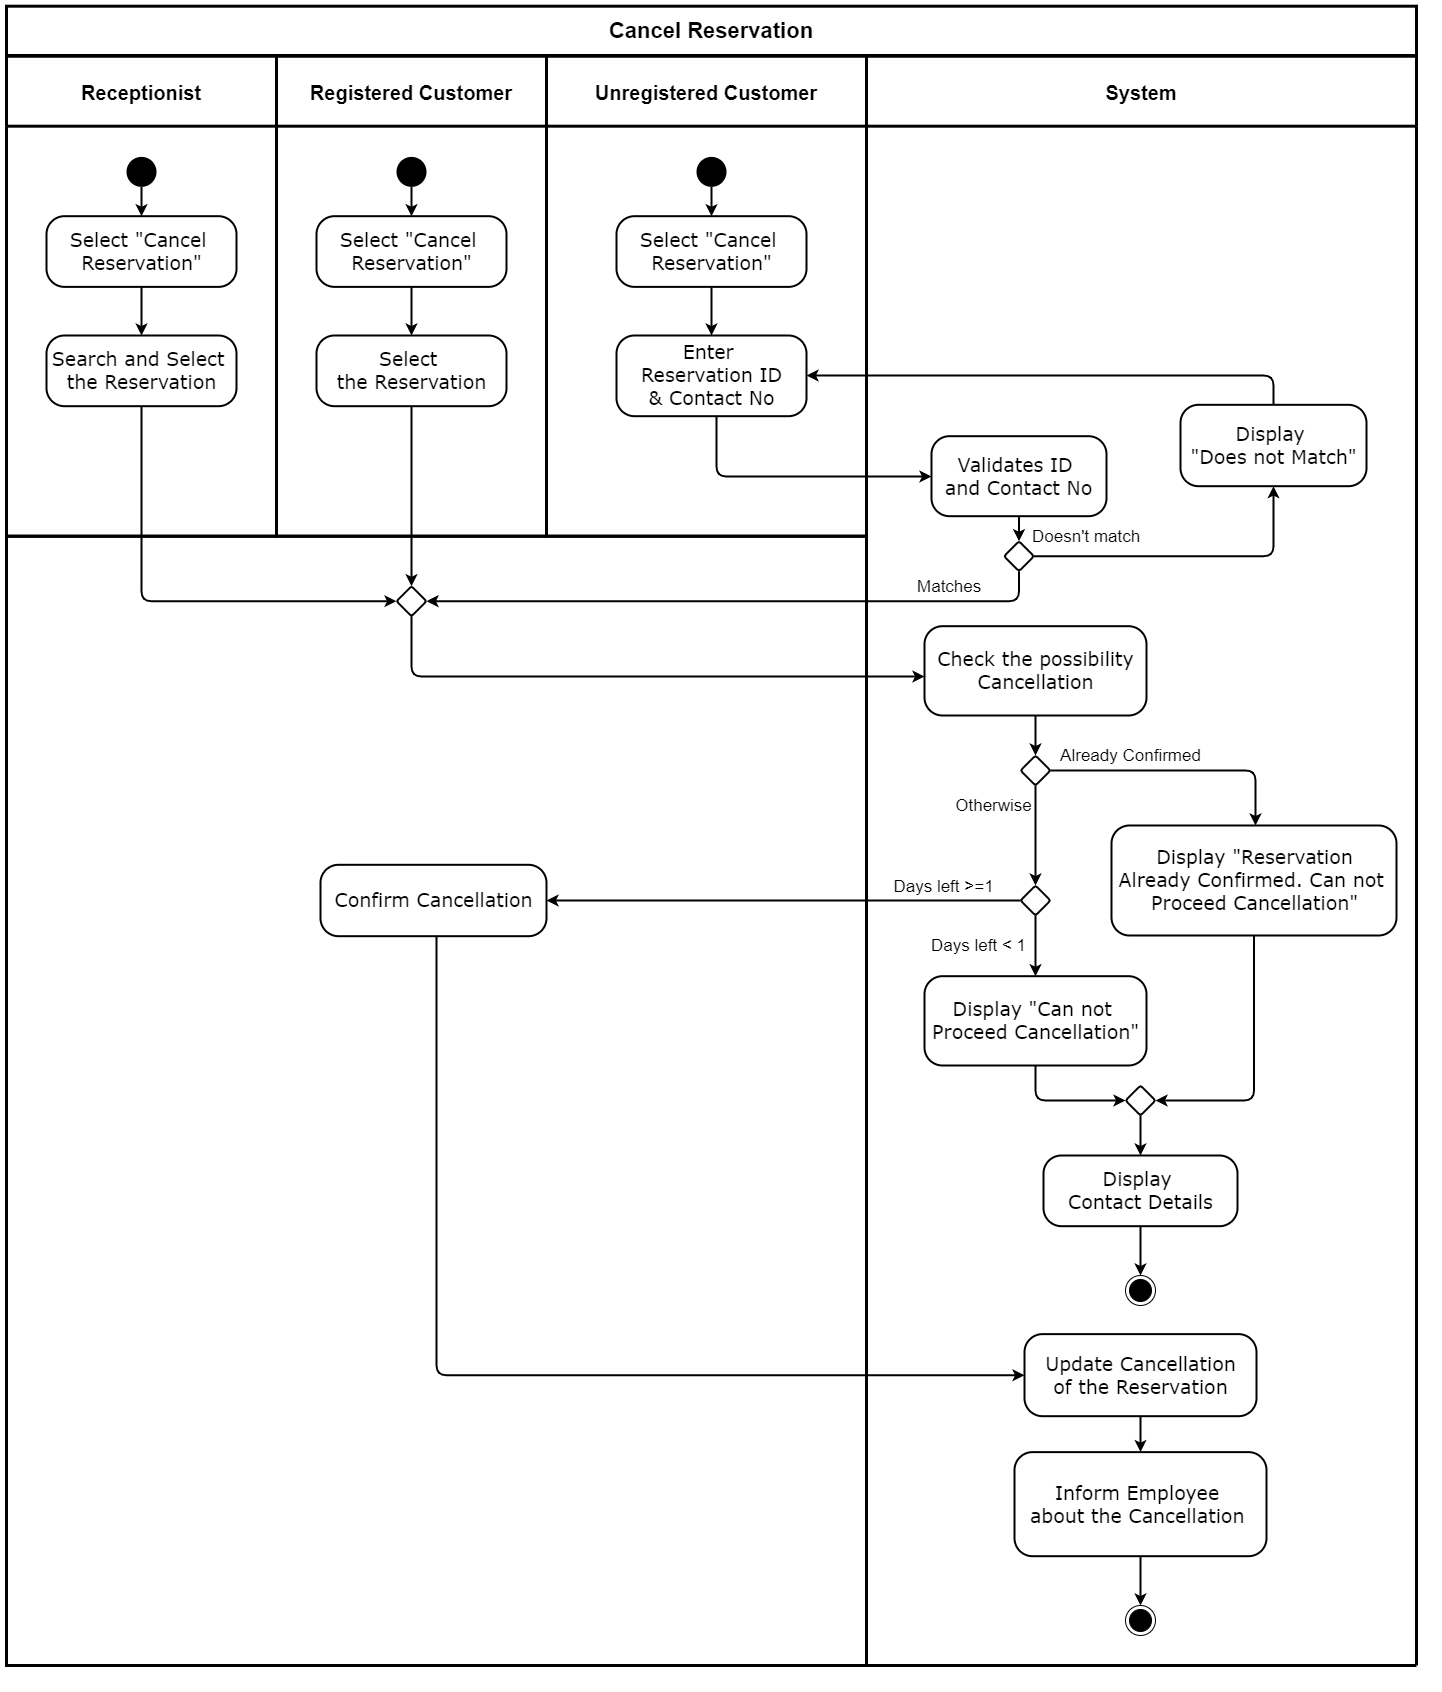 Cancel Reservation
Receptionist
Registered Customer
Unregistered Customer
System
Select "Cancel
Reservation"
Select "Cancel
Reservation"
Select "Cancel
Reservation"
Search and Select
the Reservation
Select
the Reservation
Enter
Reservation ID
& Contact No
Display
"Does not Match"
Validates ID
and Contact No
Doesn't match
Matches
Check the possibility
Cancellation
Already Confirmed
Otherwise
Display "Reservation
Already Confirmed. Can not
Proceed Cancellation"
Days left >=1
Confirm Cancellation
Days left < 1
Display "Can not
Proceed Cancellation"
Display
Contact Details
Update Cancellation
of the Reservation
Inform Employee
about the Cancellation